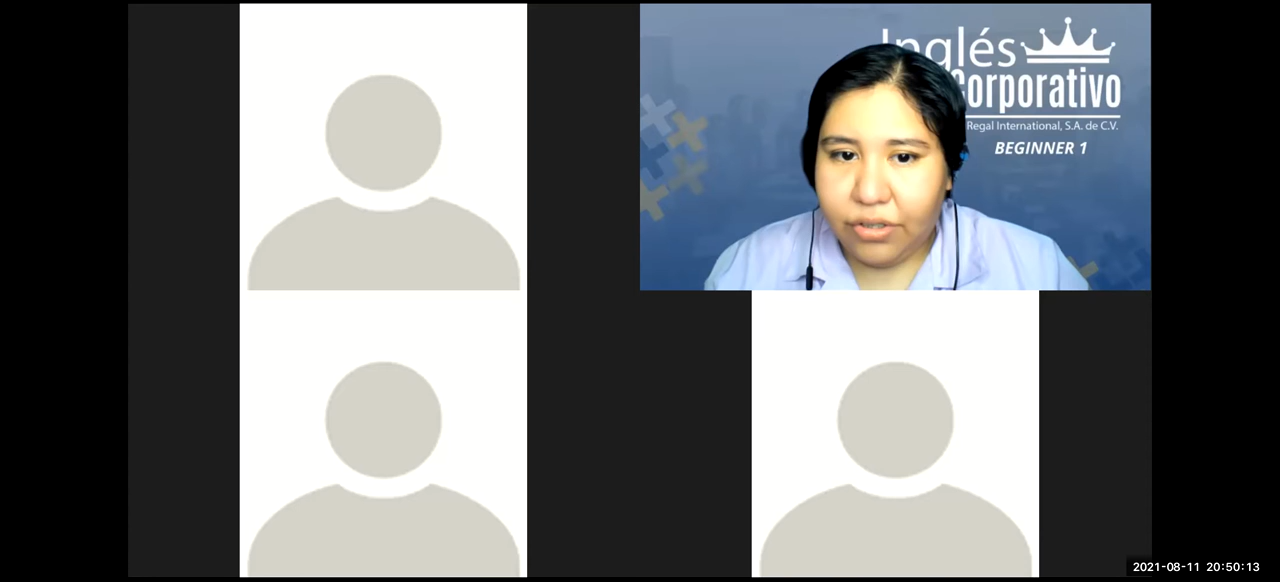 Inglés
Corporativo
Regal International, S.A. de C.V.
BEGINNER 1
2021-08-11 20:50:13